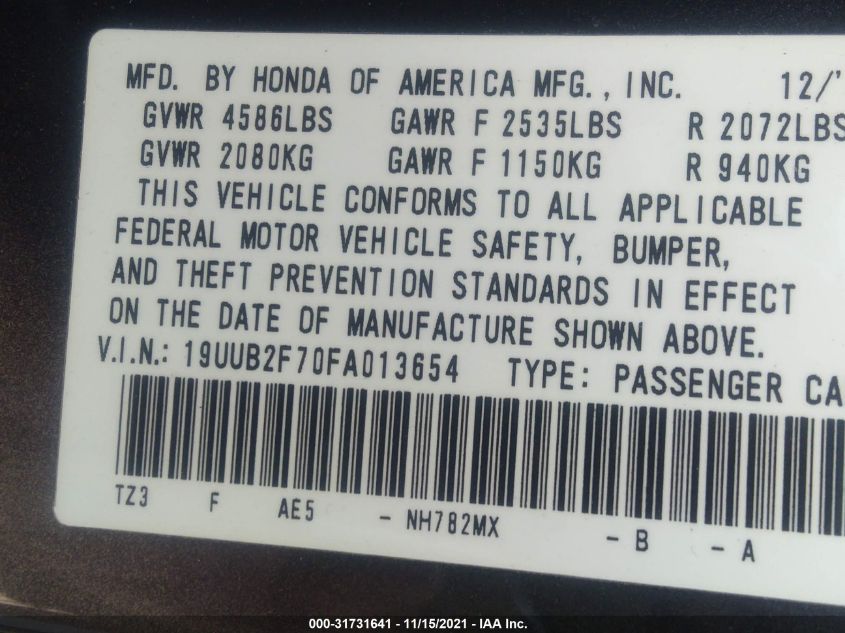 MFD. BY HONDA OF AMERICA MFG., INC. 12/
GVWR 4586LBS GAWR F 2535LBS R 2072LBS
GVWR 2080KG GAWR F 1150KG R 940KG
THIS VEHICLE CONFORMS TO ALL APPLICABLE
FEDERAL MOTOR VEHICLE SAFETY, BUMPER,
AND THEFT PREVENTION STANDARDS IN EFFECT
ON THE DATE OF MANUFACTURE SHOWN ABOVE.
V.I.N.: 19UUB2F70FA013654 TYPE: PASSENGER CA
TZ3 F AE5 - NH782MX - B - A
000-31731641 - 11/15/2021 - IAA Inc.